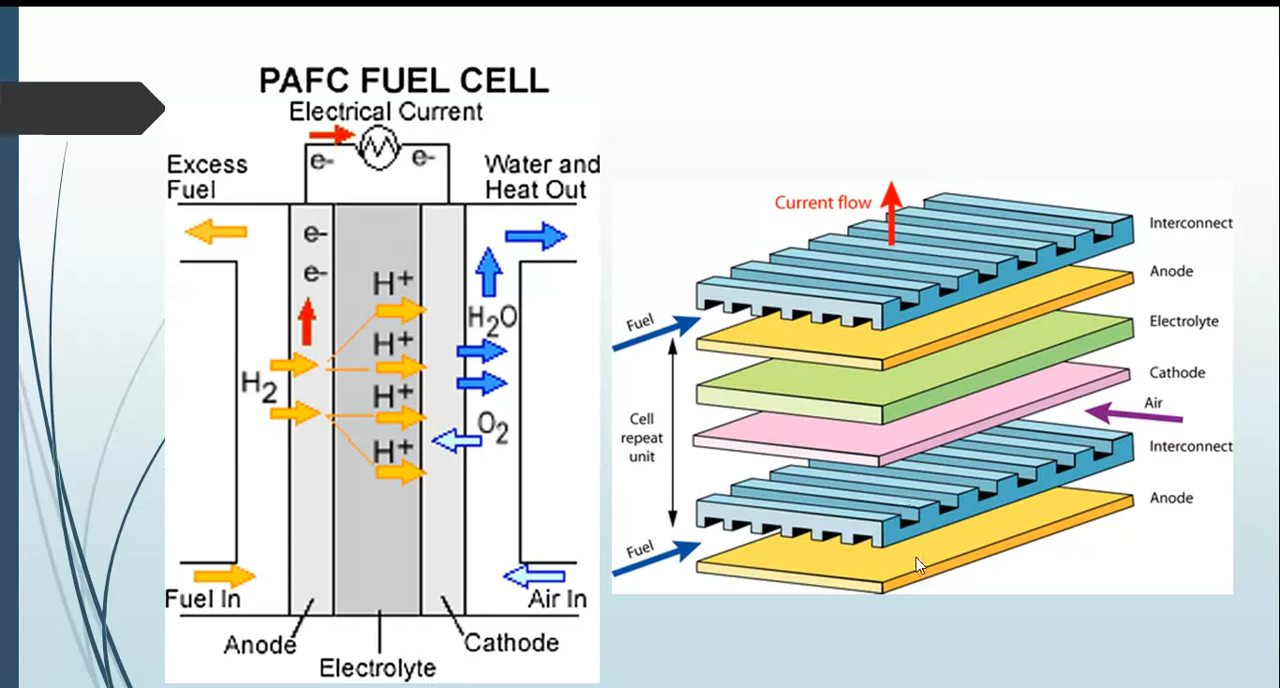 PAFC FUEL CELL
Electrical Current
e-
e-
Excess
Fuel
Water and
Heat Out
e-
e-
H+
H+
H+
H+
H2
H2O
O2
Fuel In
Air In
Anode
Electrolyte
Cathode
Current flow
Interconnect
Anode
Electrolyte
Cathode
Air
Interconnect
Anode
Fuel
Cell
repeat
unit
Fuel